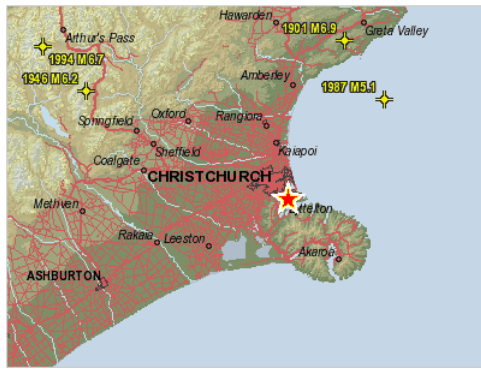 Hawarden
1901 M6.9
Greta Valley
Arthur's Pass
1994 M6.7
1946 M6.2
Amberley
1987 M5.1
Oxford
Rangiora
Springfield
Sheffield
Kaiapoi
Coalgate
CHRISTCHURCH
Methven
Rakaia
Leeston
Akaroa
ASHBURTON